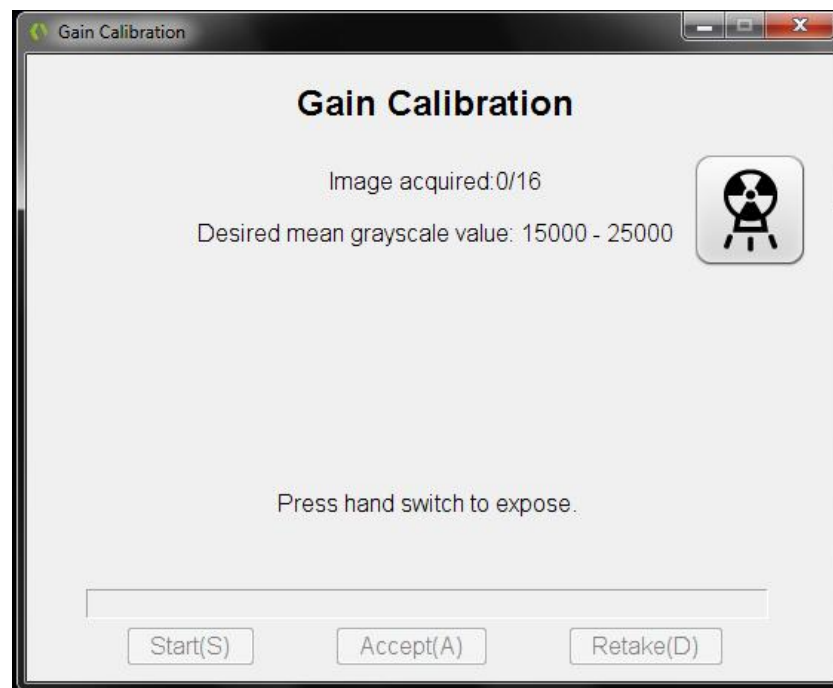 Gain Calibration
Gain Calibration
Image acquired:0/16
Desired mean grayscale value: 15000 - 25000
Press hand switch to expose.
Start(S) Accept(A) Retake(D)